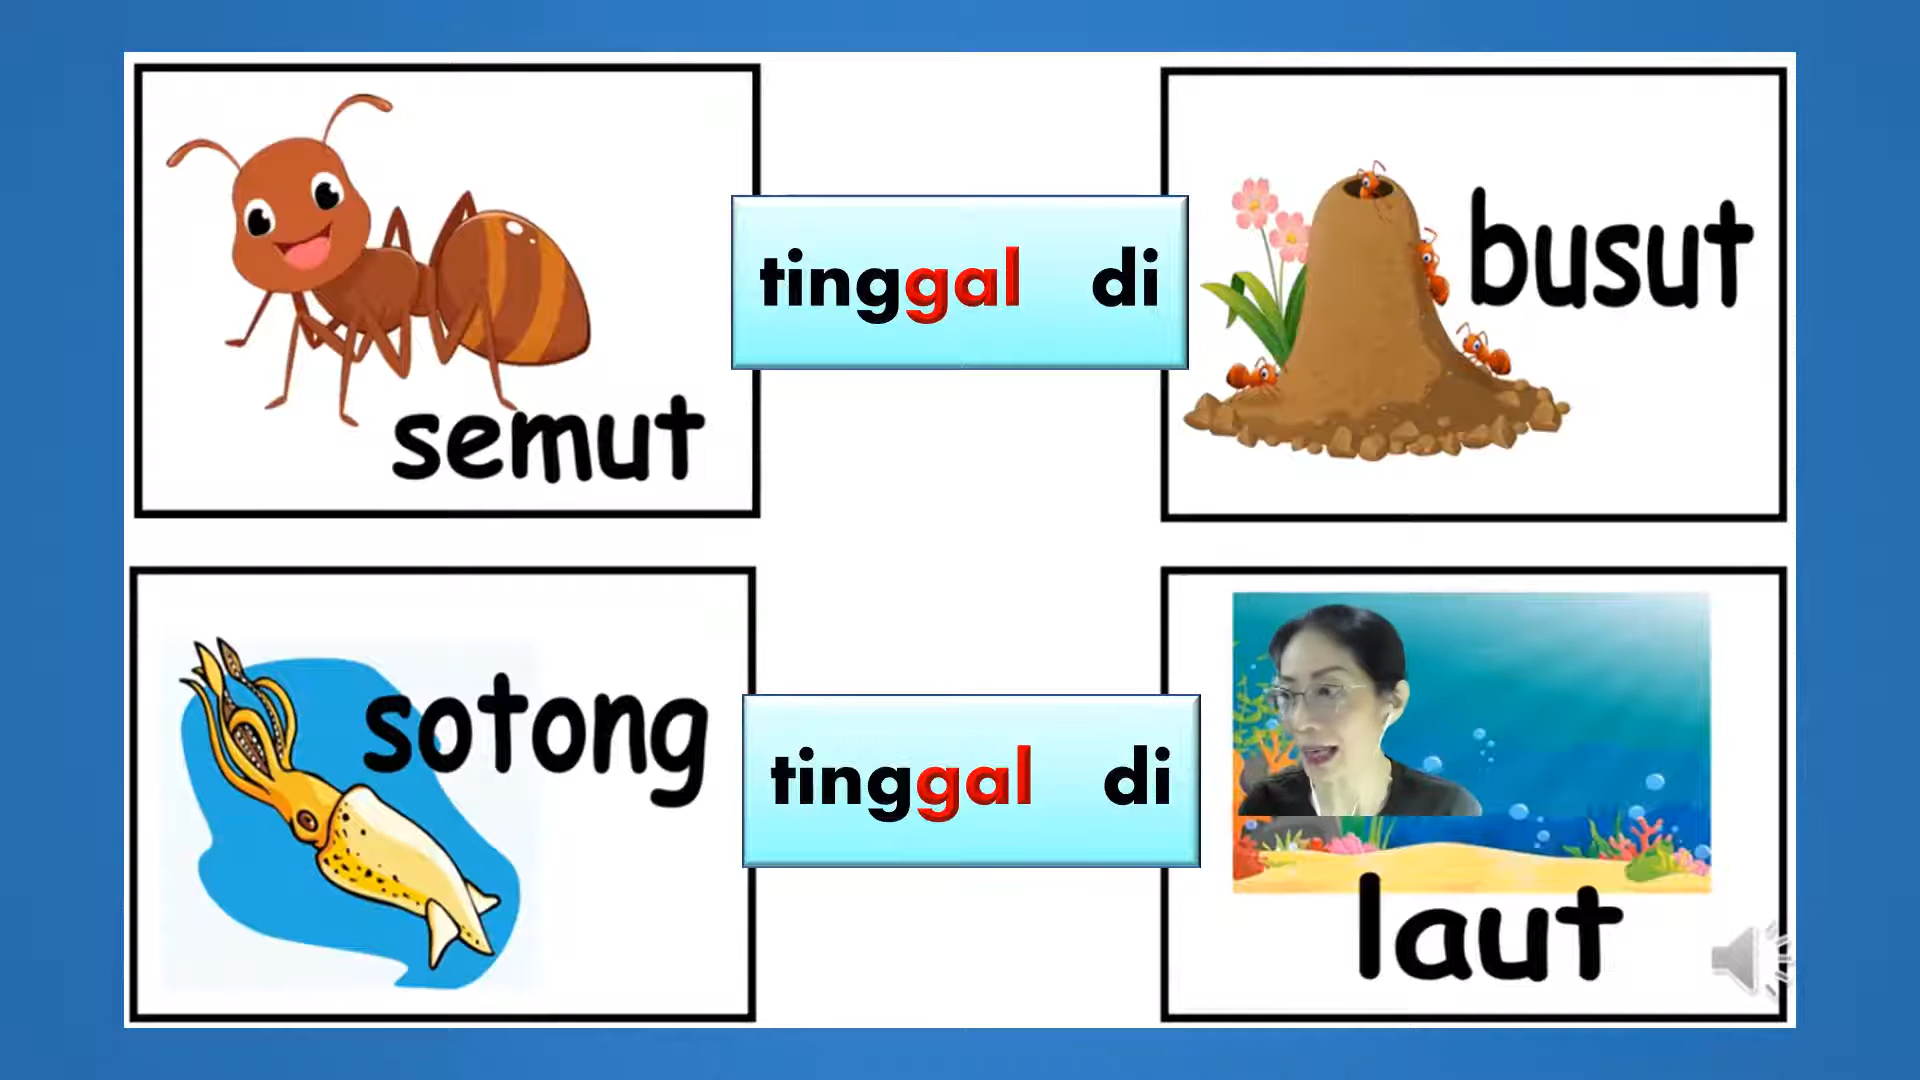 semut
tinggal di
busut
sotong
tinggal di
laut